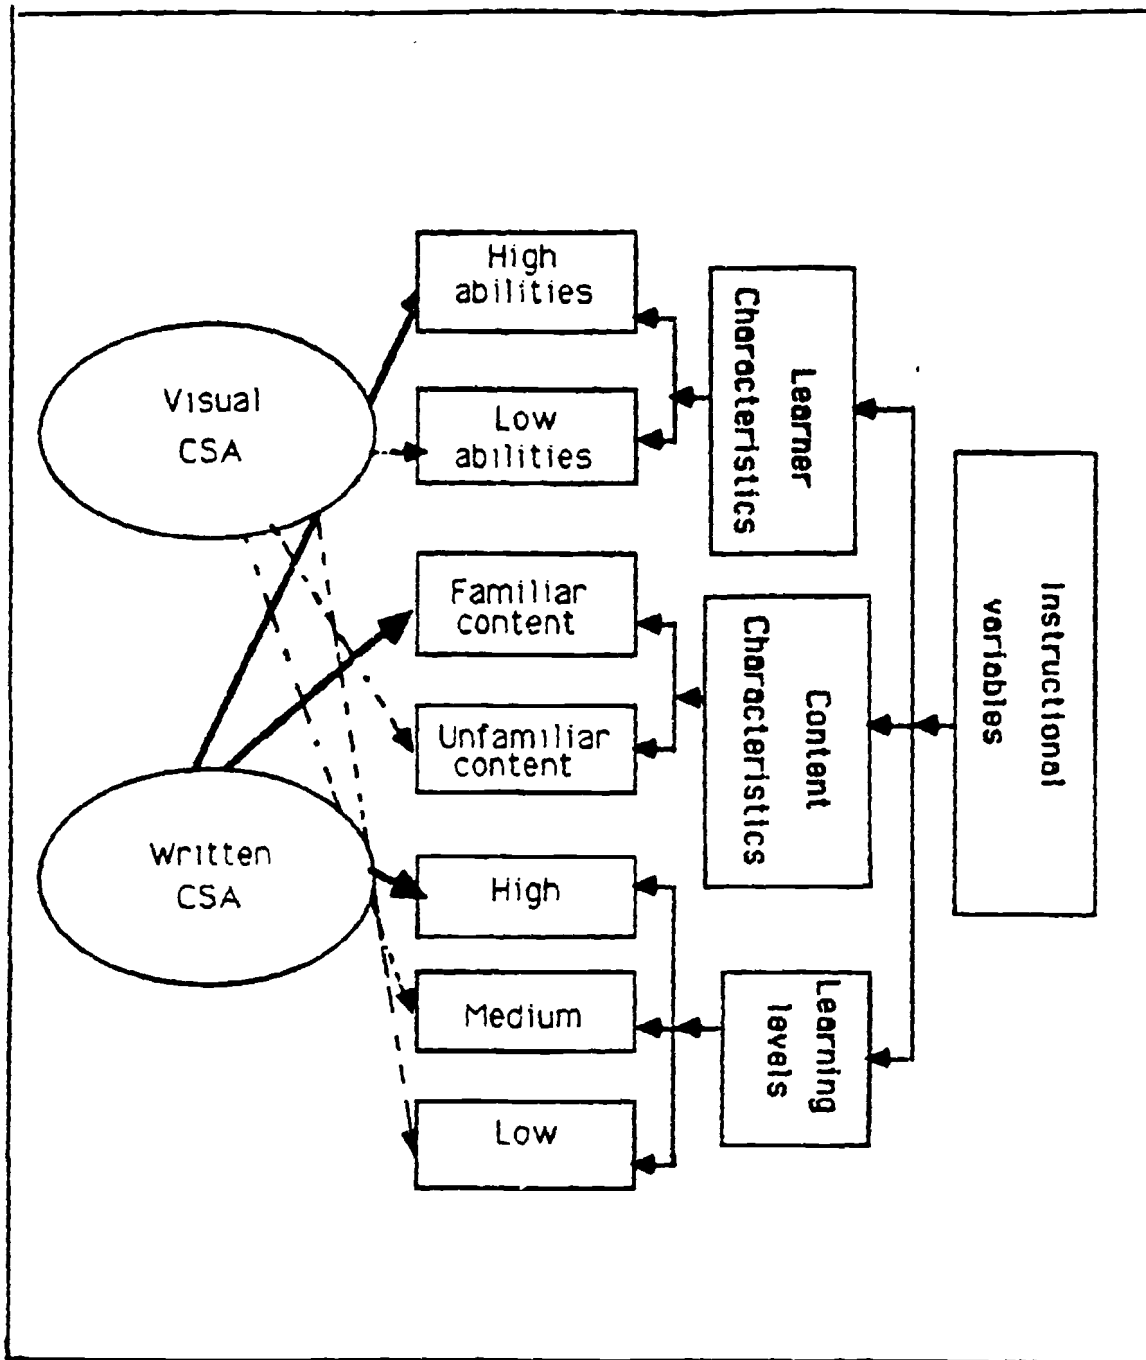 High
abilities
Low
abilities
Familiar
content
Unfamiliar
content
High
Medium
Low
Visual
CSA
Written
CSA
Learner
Characteristics
Content
Characteristics
Learning
levels
Instructional
variables